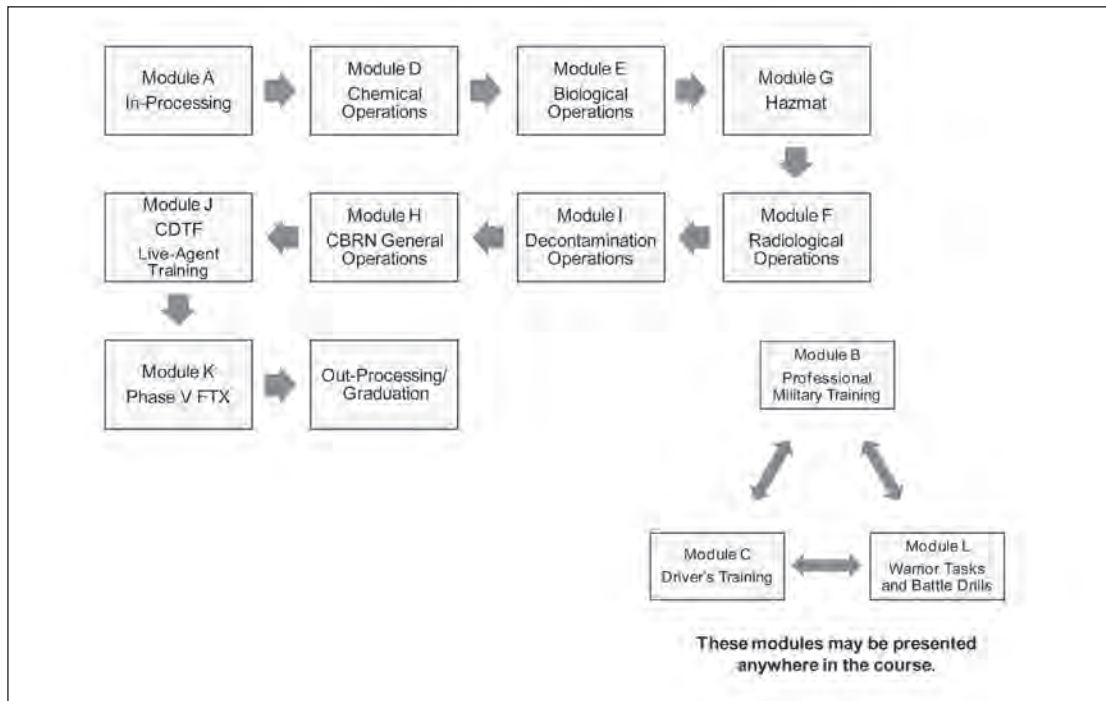 Module A
In-Processing
Module D
Chemical
Operations
Module E
Biological
Operations
Module G
Hazmat
Module J
CDTF
Live-Agent
Training
Module H
CBRN General
Operations
Module I
Decontamination
Operations
Module F
Radiological
Operations
Module K
Phase V FTX
Out-Processing/
Graduation
Module B
Professional
Military Training
Module C
Driver's Training
Module L
Warrior Tasks
and Battle Drills
These modules may be presented
anywhere in the course.